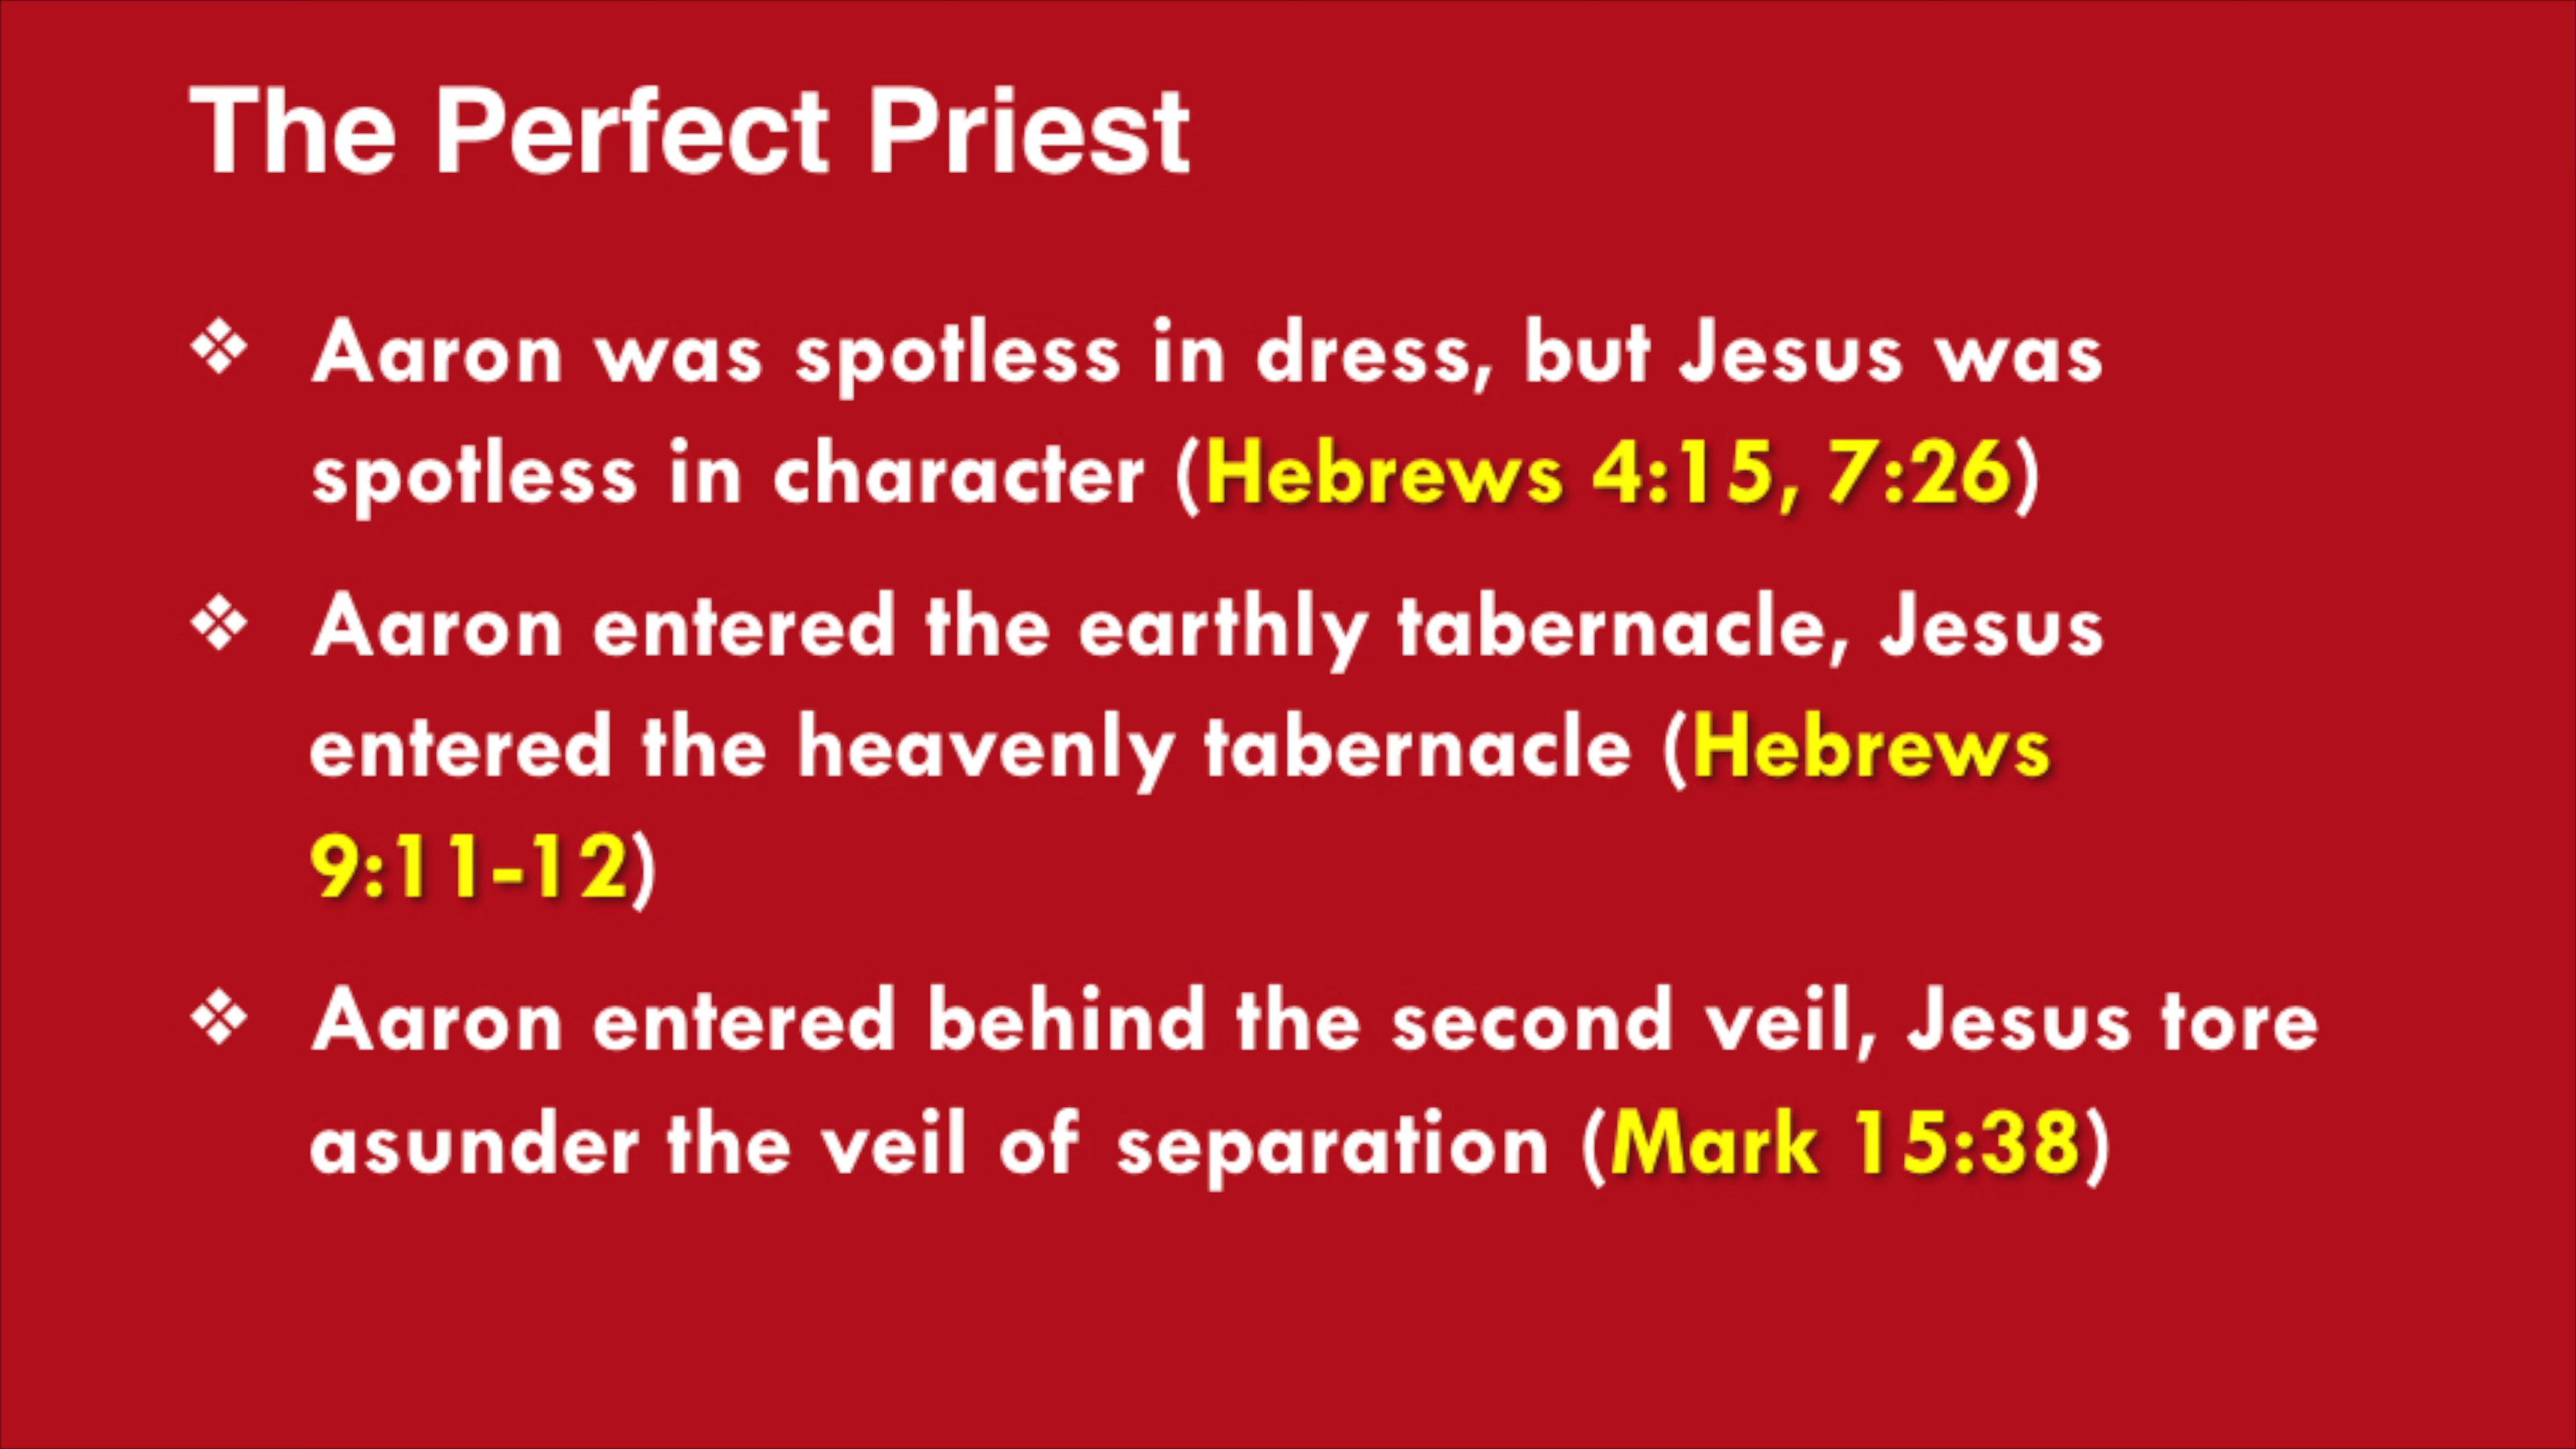 The Perfect Priest
❖ Aaron was spotless in dress, but Jesus was
spotless in character (Hebrews 4:15, 7:26)
❖ Aaron entered the earthly tabernacle, Jesus
entered the heavenly tabernacle (Hebrews
9:11-12)
❖ Aaron entered behind the second veil, Jesus tore
asunder the veil of separation (Mark 15:38)